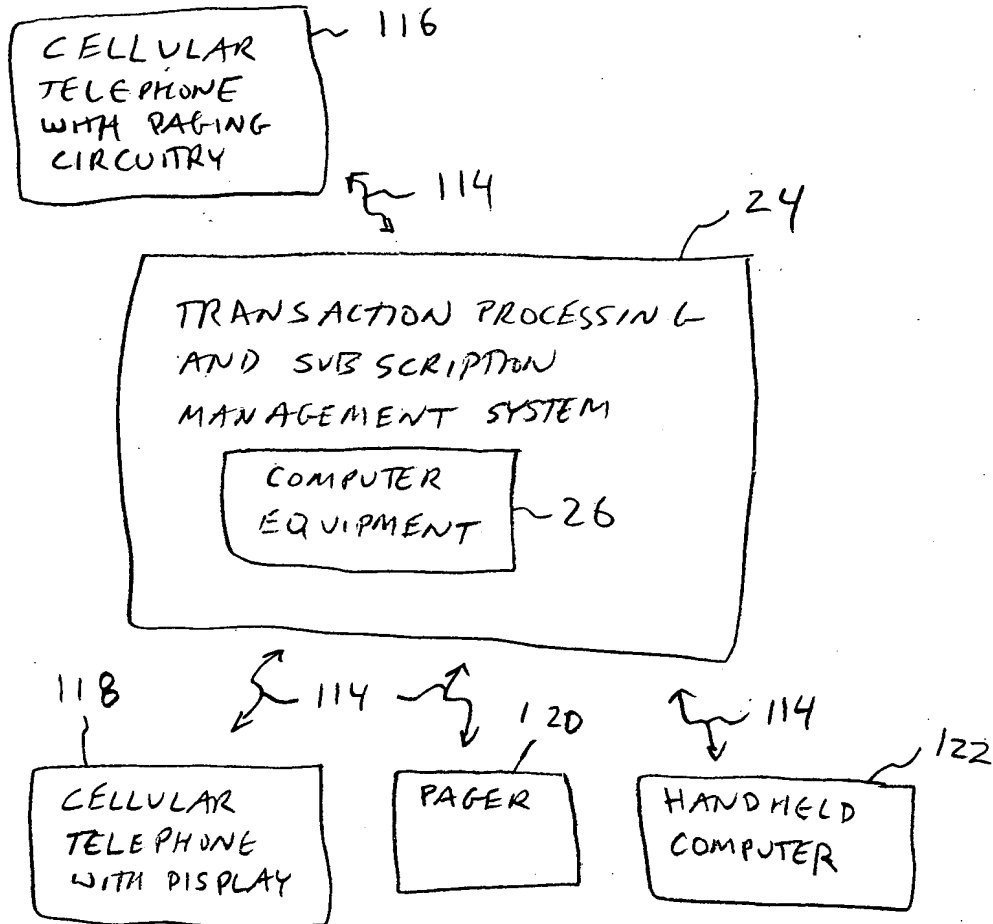 CELLULAR
TELEPHONE
WITH PAGING
CIRCUITRY
116
114
24
TRANSACTION PROCESSING
AND SUBSCRIPTION
MANAGEMENT SYSTEM
COMPUTER
EQUIPMENT
26
118
114
120
114
122
CELLULAR
TELEPHONE
WITH DISPLAY
PAGER
HANDHELD
COMPUTER